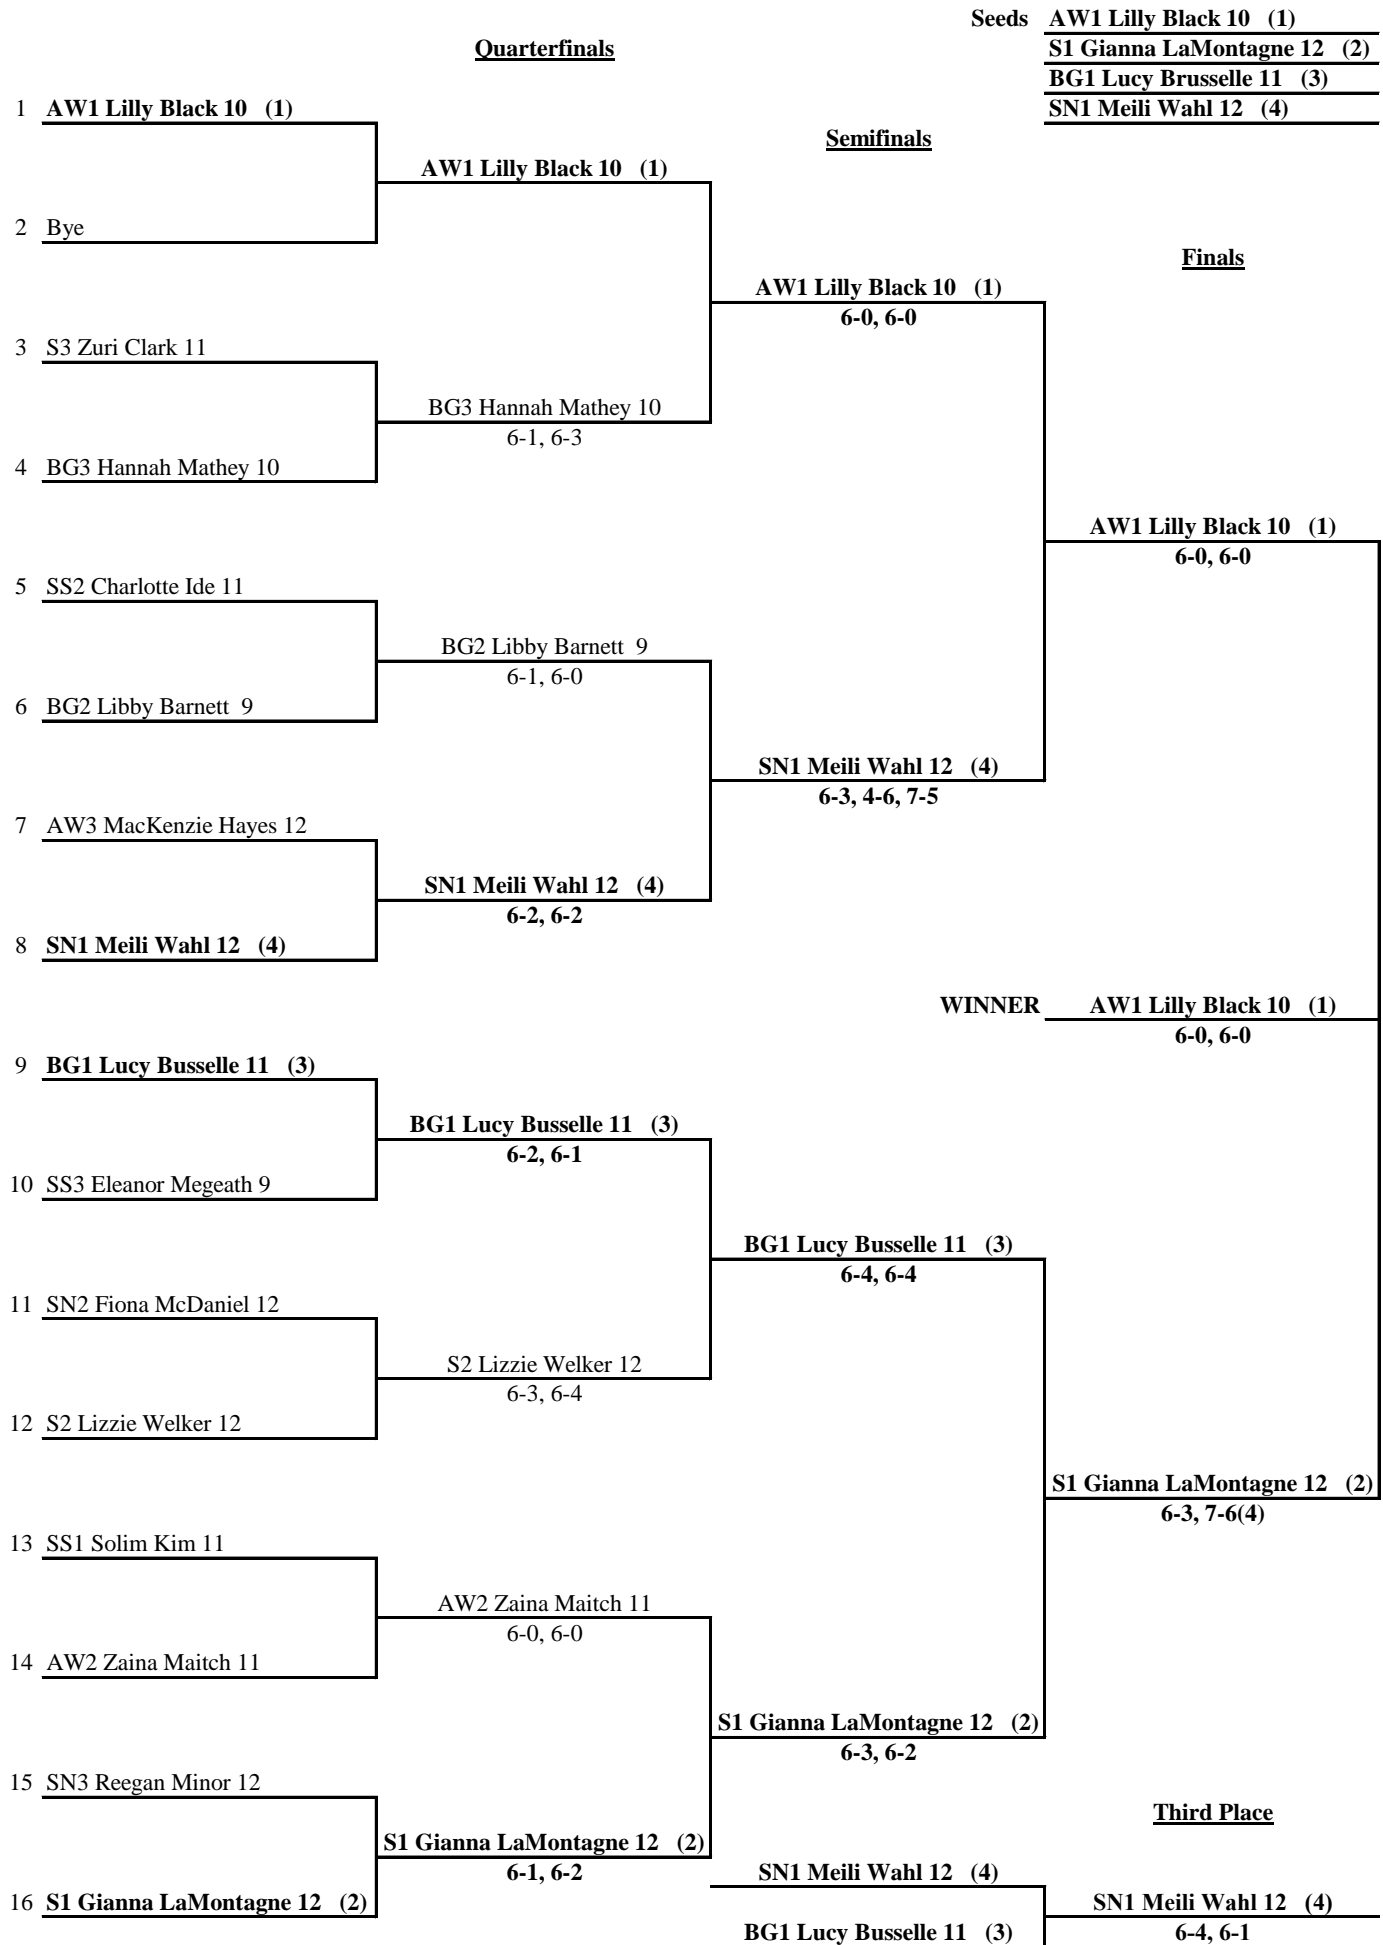 Seeds AW1 Lilly Black 10 (1)
S1 Gianna LaMontagne 12 (2)
Quarterfinals
BG1 Lucy Brusselle 11 (3)
1 AW1 Lilly Black 10 (1)
SN1 Meili Wahl 12 (4)
Semifinals
AW1 Lilly Black 10 (1)
2 Bye
Finals
AW1 Lilly Black 10 (1)
6-0, 6-0
3 S3 Zuri Clark 11
BG3 Hannah Mathey 10
6-1, 6-3
4 BG3 Hannah Mathey 10
AW1 Lilly Black 10 (1)
6-0, 6-0
5 SS2 Charlotte Ide 11
BG2 Libby Barnett 9
6-1, 6-0
6 BG2 Libby Barnett 9
SN1 Meili Wahl 12 (4)
6-3, 4-6, 7-5
7 AW3 MacKenzie Hayes 12
SN1 Meili Wahl 12 (4)
6-2, 6-2
8 SN1 Meili Wahl 12 (4)
WINNER AW1 Lilly Black 10 (1)
6-0, 6-0
9 BG1 Lucy Busselle 11 (3)
BG1 Lucy Busselle 11 (3)
6-2, 6-1
10 SS3 Eleanor Megeath 9
BG1 Lucy Busselle 11 (3)
6-4, 6-4
11 SN2 Fiona McDaniel 12
S2 Lizzie Welker 12
6-3, 6-4
12 S2 Lizzie Welker 12
S1 Gianna LaMontagne 12 (2)
6-3, 7-6(4)
13 SS1 Solim Kim 11
AW2 Zaina Maitch 11
6-0, 6-0
14 AW2 Zaina Maitch 11
S1 Gianna LaMontagne 12 (2)
6-3, 6-2
15 SN3 Reegan Minor 12
Third Place
S1 Gianna LaMontagne 12 (2)
6-1, 6-2
SN1 Meili Wahl 12 (4)
16 S1 Gianna LaMontagne 12 (2)
SN1 Meili Wahl 12 (4)
BG1 Lucy Busselle 11 (3)
6-4, 6-1